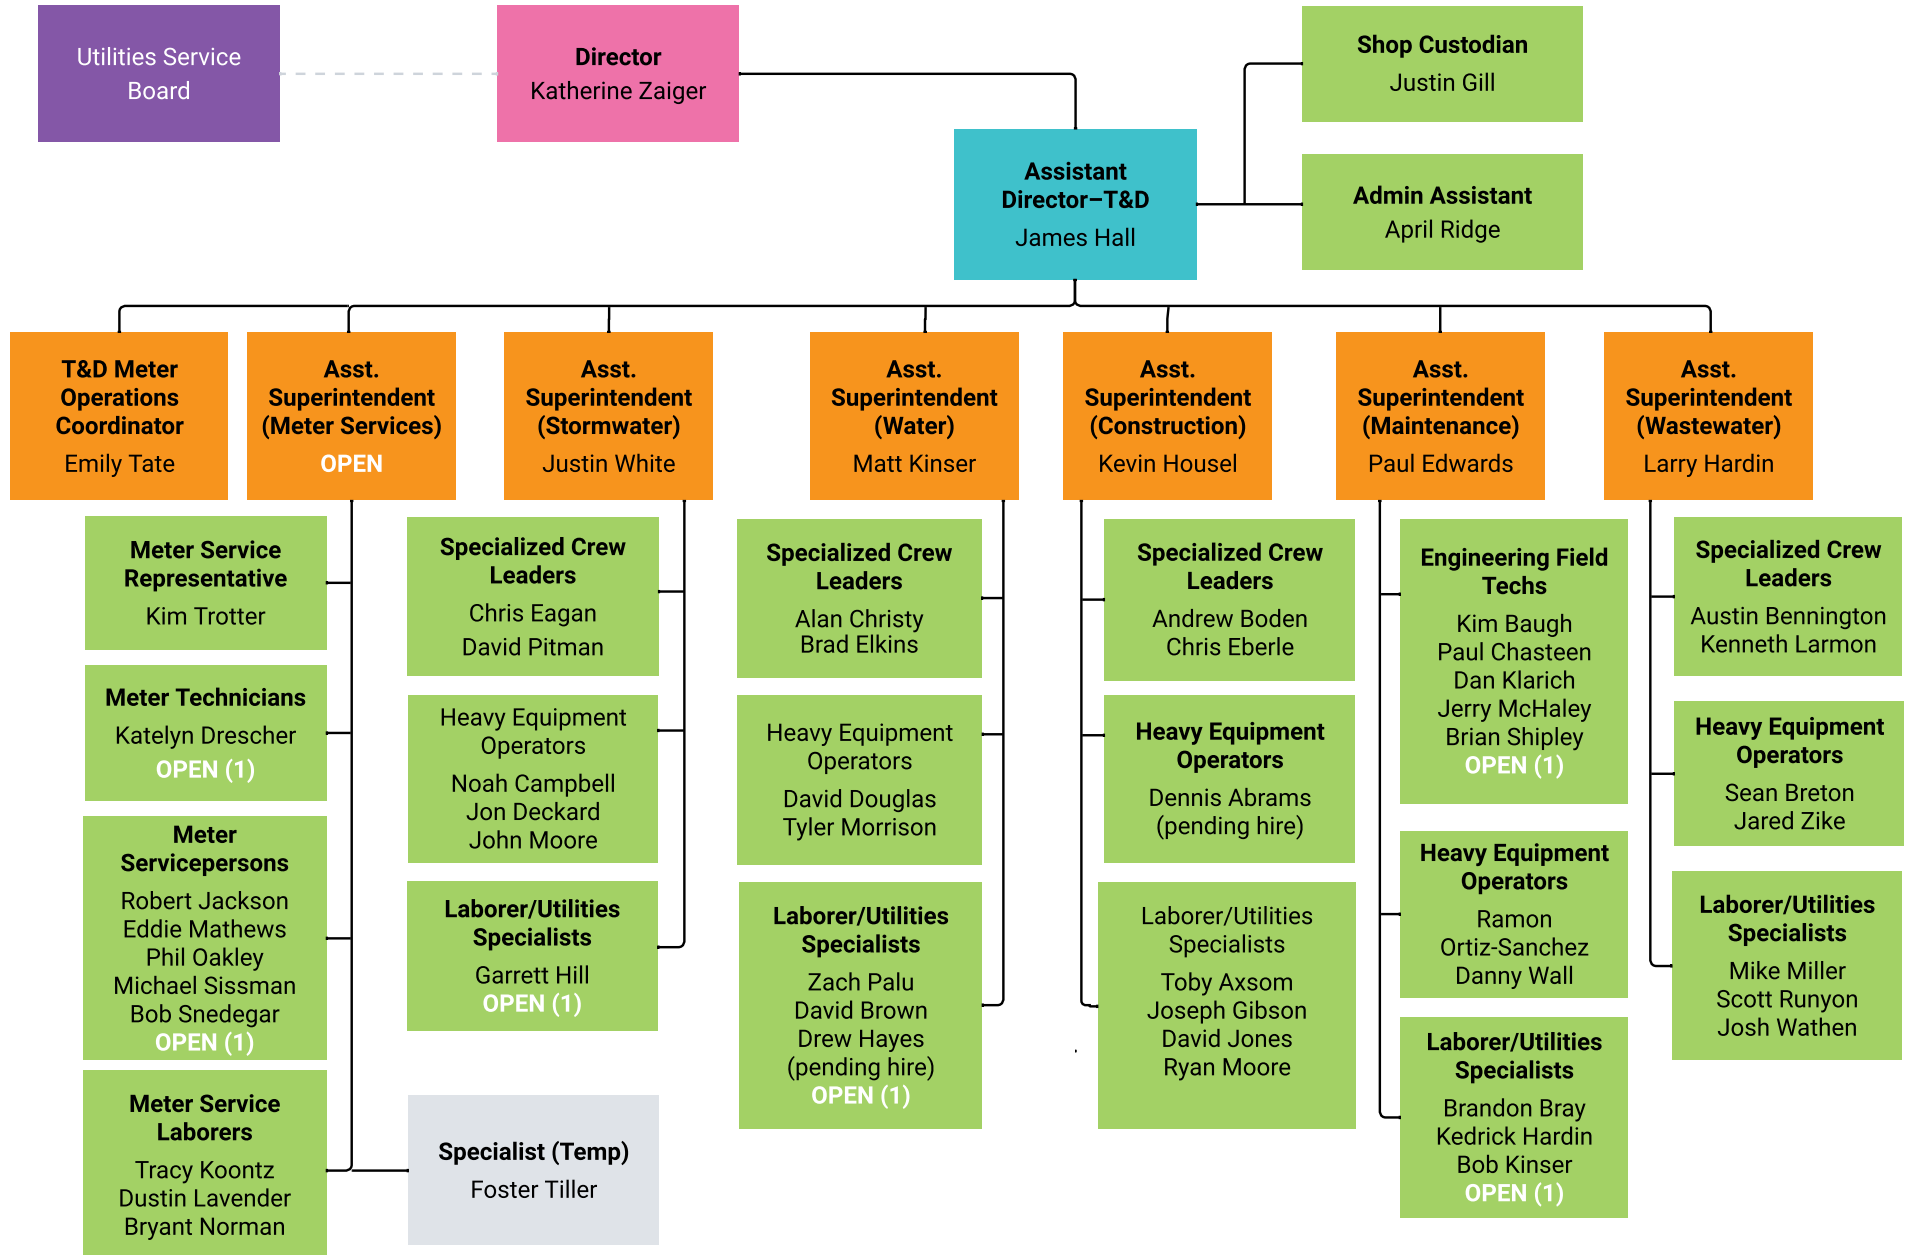 Utilities Service
Board
Director
Katherine Zaiger
Shop Custodian
Justin Gill
Assistant
Director–T&D
James Hall
Admin Assistant
April Ridge
T&D Meter
Operations
Coordinator
Emily Tate
Asst.
Superintendent
(Meter Services)
OPEN
Asst.
Superintendent
(Stormwater)
Justin White
Asst.
Superintendent
(Water)
Matt Kinser
Asst.
Superintendent
(Construction)
Kevin Housel
Asst.
Superintendent
(Maintenance)
Paul Edwards
Asst.
Superintendent
(Wastewater)
Larry Hardin
Meter Service
Representative
Kim Trotter
Meter Technicians
Katelyn Drescher
OPEN (1)
Meter
Servicepersons
Robert Jackson
Eddie Mathews
Phil Oakley
Michael Sissman
Bob Snedegar
OPEN (1)
Meter Service
Laborers
Tracy Koontz
Dustin Lavender
Bryant Norman
Specialized Crew
Leaders
Chris Eagan
David Pitman
Heavy Equipment
Operators
Noah Campbell
Jon Deckard
John Moore
Laborer/Utilities
Specialists
Garrett Hill
OPEN (1)
Specialist (Temp)
Foster Tiller
Specialized Crew
Leaders
Alan Christy
Brad Elkins
Heavy Equipment
Operators
David Douglas
Tyler Morrison
Laborer/Utilities
Specialists
Zach Palu
David Brown
Drew Hayes
(pending hire)
OPEN (1)
Specialized Crew
Leaders
Andrew Boden
Chris Eberle
Heavy Equipment
Operators
Dennis Abrams
(pending hire)
Laborer/Utilities
Specialists
Toby Axsom
Joseph Gibson
David Jones
Ryan Moore
Engineering Field
Techs
Kim Baugh
Paul Chasteen
Dan Klarich
Jerry McHaley
Brian Shipley
OPEN (1)
Heavy Equipment
Operators
Ramon
Ortiz-Sanchez
Danny Wall
Laborer/Utilities
Specialists
Brandon Bray
Kedrick Hardin
Bob Kinser
OPEN (1)
Specialized Crew
Leaders
Austin Bennington
Kenneth Larmon
Heavy Equipment
Operators
Sean Breton
Jared Zike
Laborer/Utilities
Specialists
Mike Miller
Scott Runyon
Josh Wathen